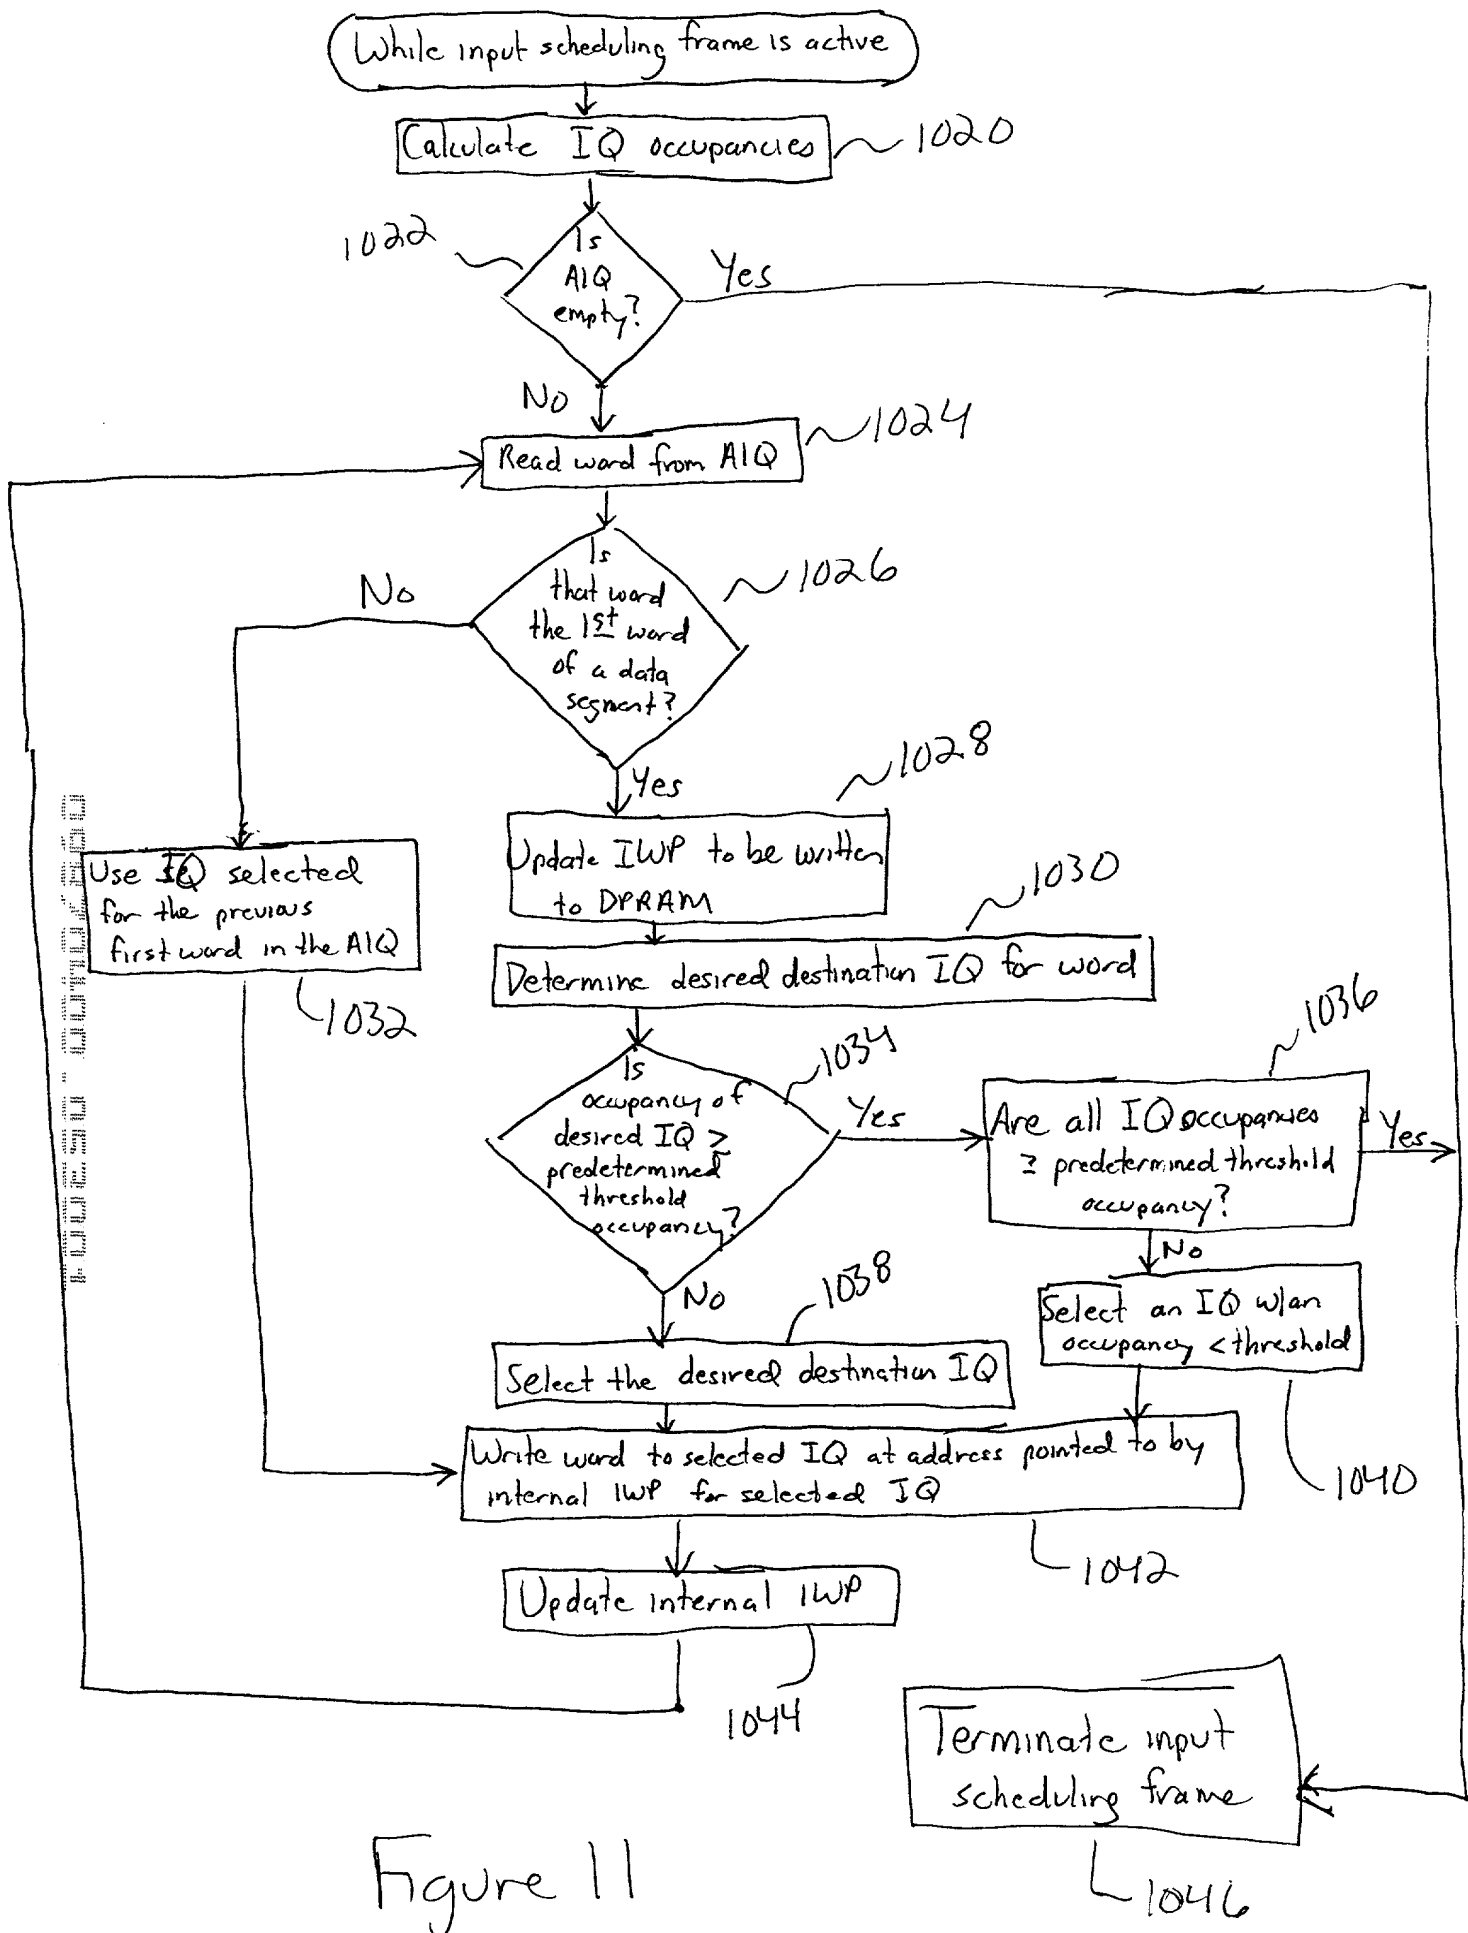 While input scheduling frame is active
Calculate IQ occupancies
1020
1022
Is
AIQ
empty?
Yes
No
Read word from AIQ
1024
Is
that word
the 1st word
of a data
segment?
1026
No
Yes
Update IWP to be written
to DPRAM
1028
Use IQ selected
for the previous
first word in the AIQ
1032
Determine desired destination IQ for word
1030
Is
occupancy of
desired IQ ≥
predetermined
threshold
occupancy?
1034
Yes
Are all IQ occupancies
≥ predetermined threshold
occupancy?
1036
Yes
No
No
Select an IQ w/an
occupancy < threshold
1040
Select the desired destination IQ
1038
Write word to selected IQ at address pointed to by
internal IWP for selected IQ
1042
Update internal IWP
1044
Terminate input
scheduling frame
1046
Figure 11